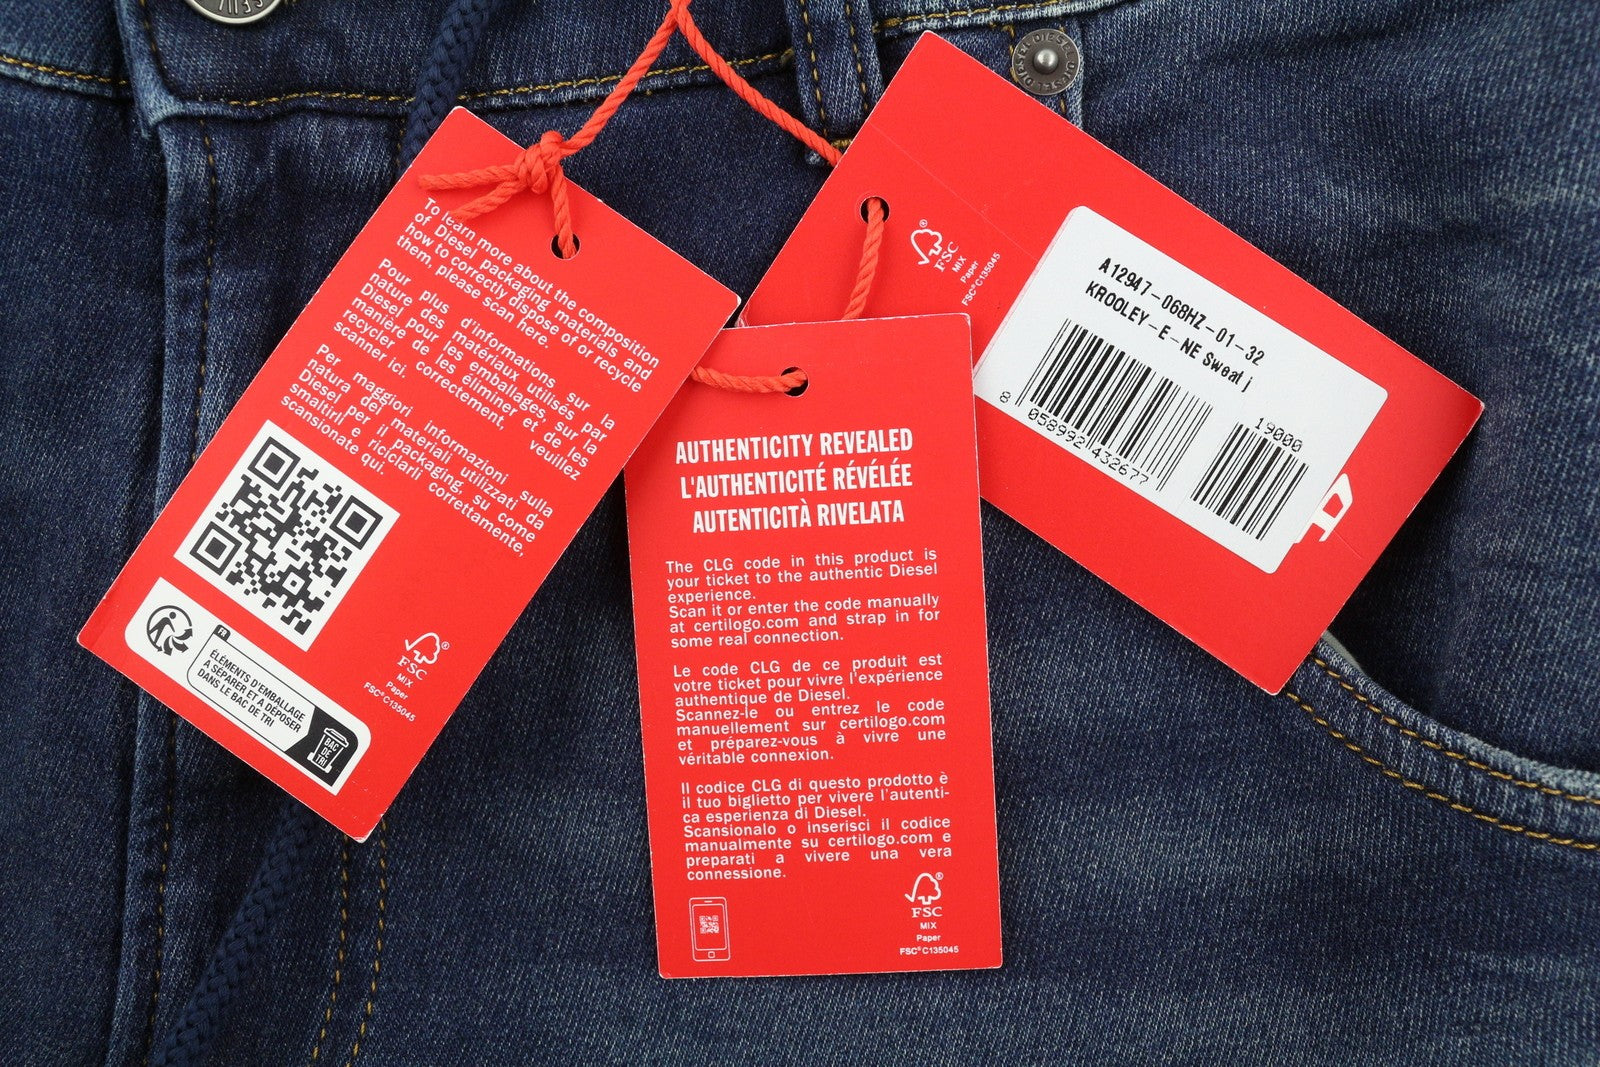 To learn more about the composition
of Diesel packaging materials and
how to correctly dispose of or recycle
them, please scan here.
Pour plus d'informations sur la
nature des matériaux utilisés par
Diesel pour les emballages, sur la
manière de les éliminer et de les
recycler correctement, veuillez
scanner ici.
Per maggiori informazioni sulla
natura dei materiali utilizzati da
Diesel per il packaging, su come
smaltirli e riciclarli correttamente,
scansionate qui.
FR
ÉLÉMENTS D'EMBALLAGE
A SÉPARER ET A DÉPOSER
DANS LE BAC DE TRI
BAC
DE
TRI
FSC
MIX
Paper
FSC® C135045
AUTHENTICITY REVEALED
L'AUTHENTICITÉ RÉVÉLÉE
AUTENTICITÀ RIVELATA
The CLG code in this product is
your ticket to the authentic Diesel
experience.
Scan it or enter the code manually
at certilogo.com and strap in for
some real connection.
Le code CLG de ce produit est
votre ticket pour vivre l'expérience
authentique de Diesel.
Scannez-le ou entrez le code
manuellement sur certilogo.com
et préparez-vous à vivre une
véritable connexion.
Il codice CLG di questo prodotto è
il tuo biglietto per vivere l'autenti-
ca esperienza di Diesel.
Scansionalo o inserisci il codice
manualmente su certilogo.com e
preparati a vivere una vera
connessione.
FSC
MIX
Paper
FSC® C135045
FSC
MIX
Paper
FSC® C135045
A12947-068HZ-01-32
KROOLEY-E-NE Sweat j
8 058992 432677
19000
D
DIESEL DIESEL